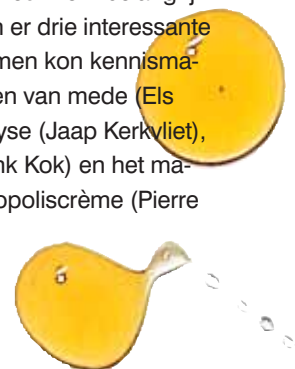 n er drie interessante
men kon kennisma-
en van mede (Els
yse (Jaap Kerkvliet),
nk Kok) en het ma-
opoliscrème (Pierre